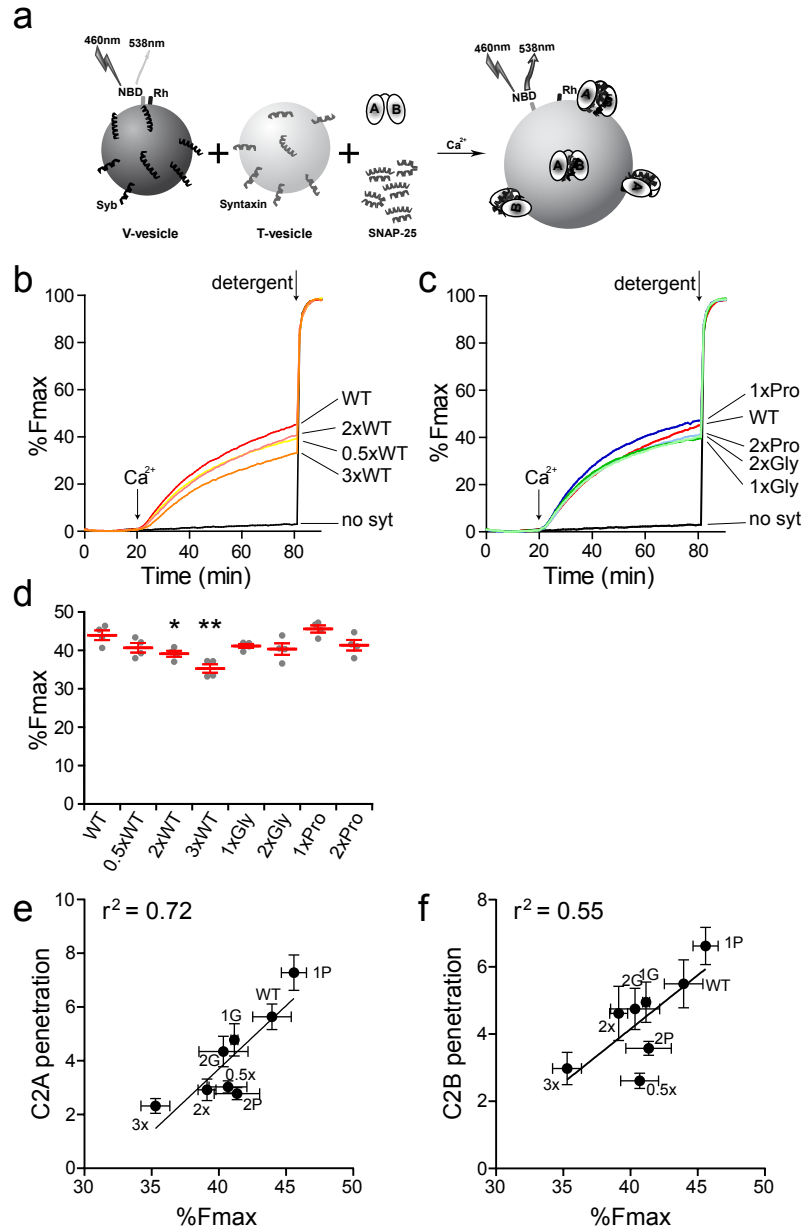 a
460nm 538nm
NBD Rh
Syb
V-vesicle
+
Syntaxin
T-vesicle
+
A B
SNAP-25
Ca²⁺
460nm 538nm
NBD Rh
A B
A B
A
B
b
detergent
100
80
60
40
20
0
%Fmax
Ca²⁺
WT
2xWT
0.5xWT
3xWT
no syt
0 20 40 60 80
Time (min)
c
detergent
100
80
60
40
20
0
%Fmax
Ca²⁺
1xPro
WT
2xPro
2xGly
1xGly
no syt
0 20 40 60 80
Time (min)
d
50
40
30
20
10
0
%Fmax
* **
WT 0.5xWT 2xWT 3xWT 1xGly 2xGly 1xPro 2xPro
e
r² = 0.72
10
8
6
4
2
0
C2A penetration
1P
WT
1G
2G
0.5x
2x
2P
3x
30 35 40 45 50
%Fmax
f
r² = 0.55
8
6
4
2
0
C2B penetration
1P
WT
2G 1G
2x
2P
3x
0.5x
30 35 40 45 50
%Fmax